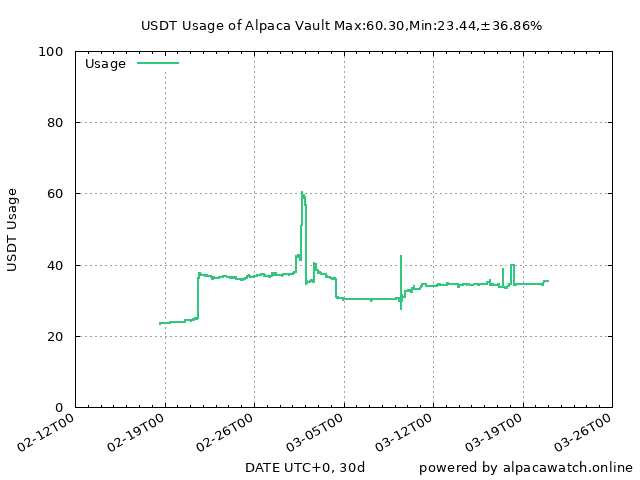 USDT Usage of Alpaca Vault Max:60.30,Min:23.44,±36.86%
Usage
100
80
60
40
20
0
USDT Usage
02-12T00
02-19T00
02-26T00
03-05T00
03-12T00
03-19T00
03-26T00
DATE UTC+0, 30d
powered by alpacawatch.online